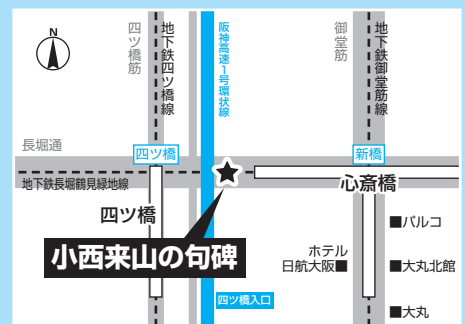 N
四ツ橋筋
地下鉄四ツ橋線
阪神高速1号環状線
御堂筋
地下鉄御堂筋線
長堀通
四ツ橋
新橋
地下鉄長堀鶴見緑地線
心斎橋
四ツ橋
小西来山の句碑
■パルコ
ホテル
日航大阪■
■大丸北館
四ツ橋入口
■大丸